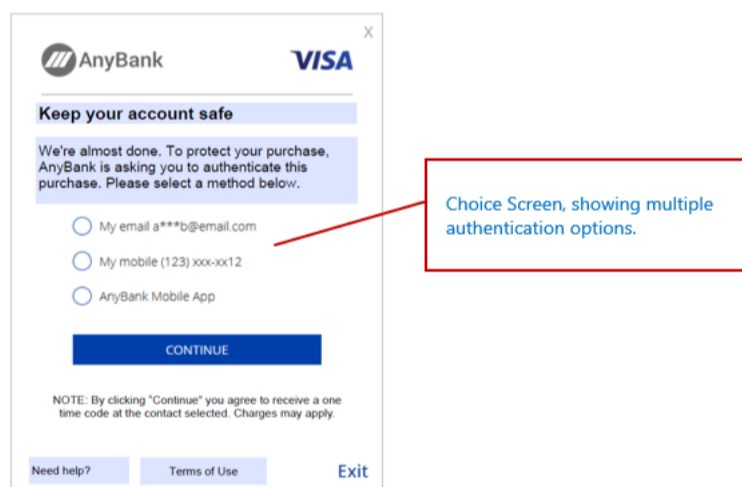 X
AnyBank
VISA
Keep your account safe
We're almost done. To protect your purchase,
AnyBank is asking you to authenticate this
purchase. Please select a method below.
My email a***b@email.com
My mobile (123) xxx-xx12
AnyBank Mobile App
CONTINUE
NOTE: By clicking "Continue" you agree to receive a one
time code at the contact selected. Charges may apply.
Need help?
Terms of Use
Exit
Choice Screen, showing multiple
authentication options.